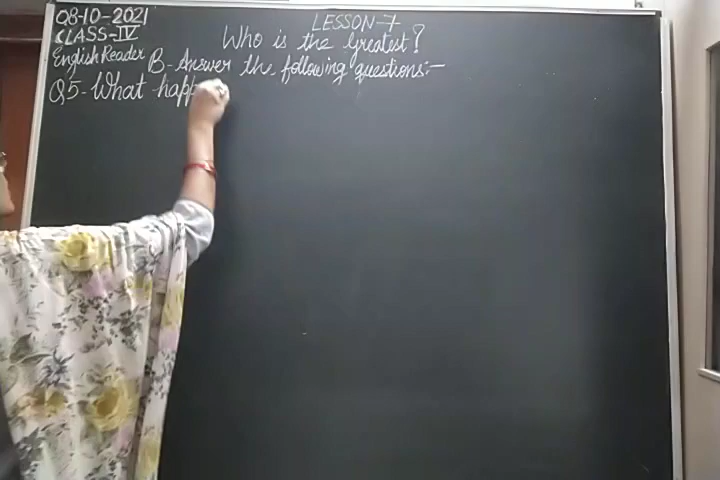 08-10-2021
LESSON-7
CLASS-IV
Who is the Greatest?
English Reader
B- Answer the following questions:-
Q5- What happ